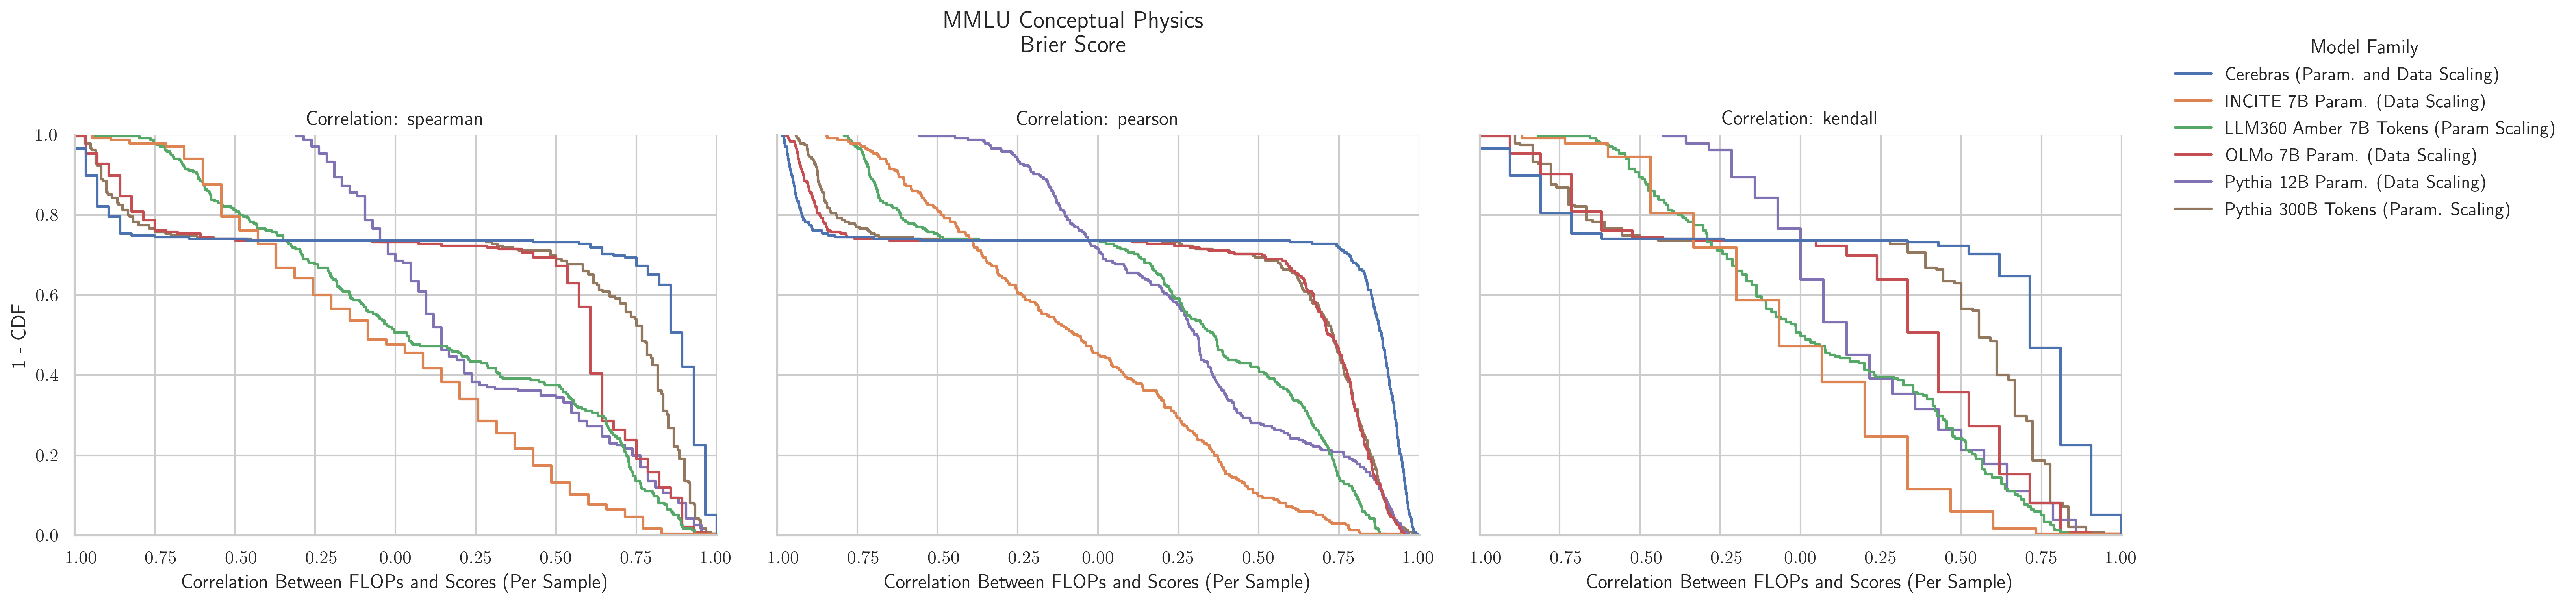 MMLU Conceptual Physics
Brier Score
Model Family
Cerebras (Param. and Data Scaling)
INCITE 7B Param. (Data Scaling)
LLM360 Amber 7B Tokens (Param Scaling)
OLMo 7B Param. (Data Scaling)
Pythia 12B Param. (Data Scaling)
Pythia 300B Tokens (Param. Scaling)
Correlation: spearman
1 - CDF
1.0
0.8
0.6
0.4
0.2
0.0
−1.00 −0.75 −0.50 −0.25 0.00 0.25 0.50 0.75 1.00
Correlation Between FLOPs and Scores (Per Sample)
Correlation: pearson
−1.00 −0.75 −0.50 −0.25 0.00 0.25 0.50 0.75 1.00
Correlation Between FLOPs and Scores (Per Sample)
Correlation: kendall
−1.00 −0.75 −0.50 −0.25 0.00 0.25 0.50 0.75 1.00
Correlation Between FLOPs and Scores (Per Sample)